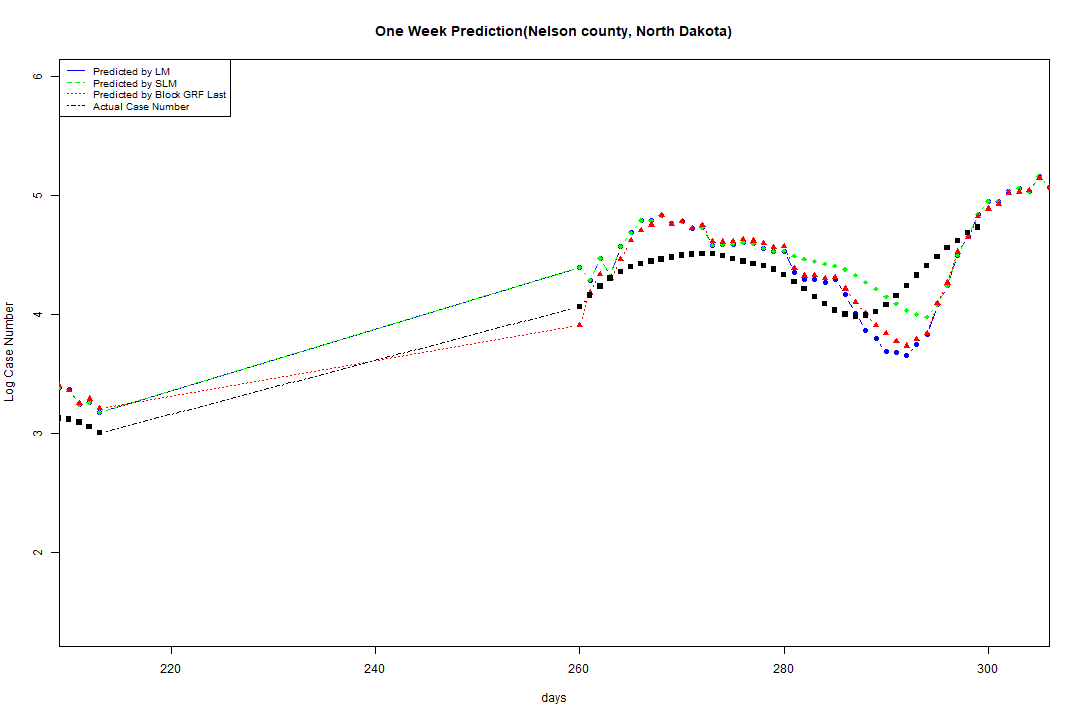 One Week Prediction(Nelson county, North Dakota)
Predicted by LM
Predicted by SLM
Predicted by Block GRF Last
Actual Case Number
6
5
4
3
2
Log Case Number
220
240
260
280
300
days